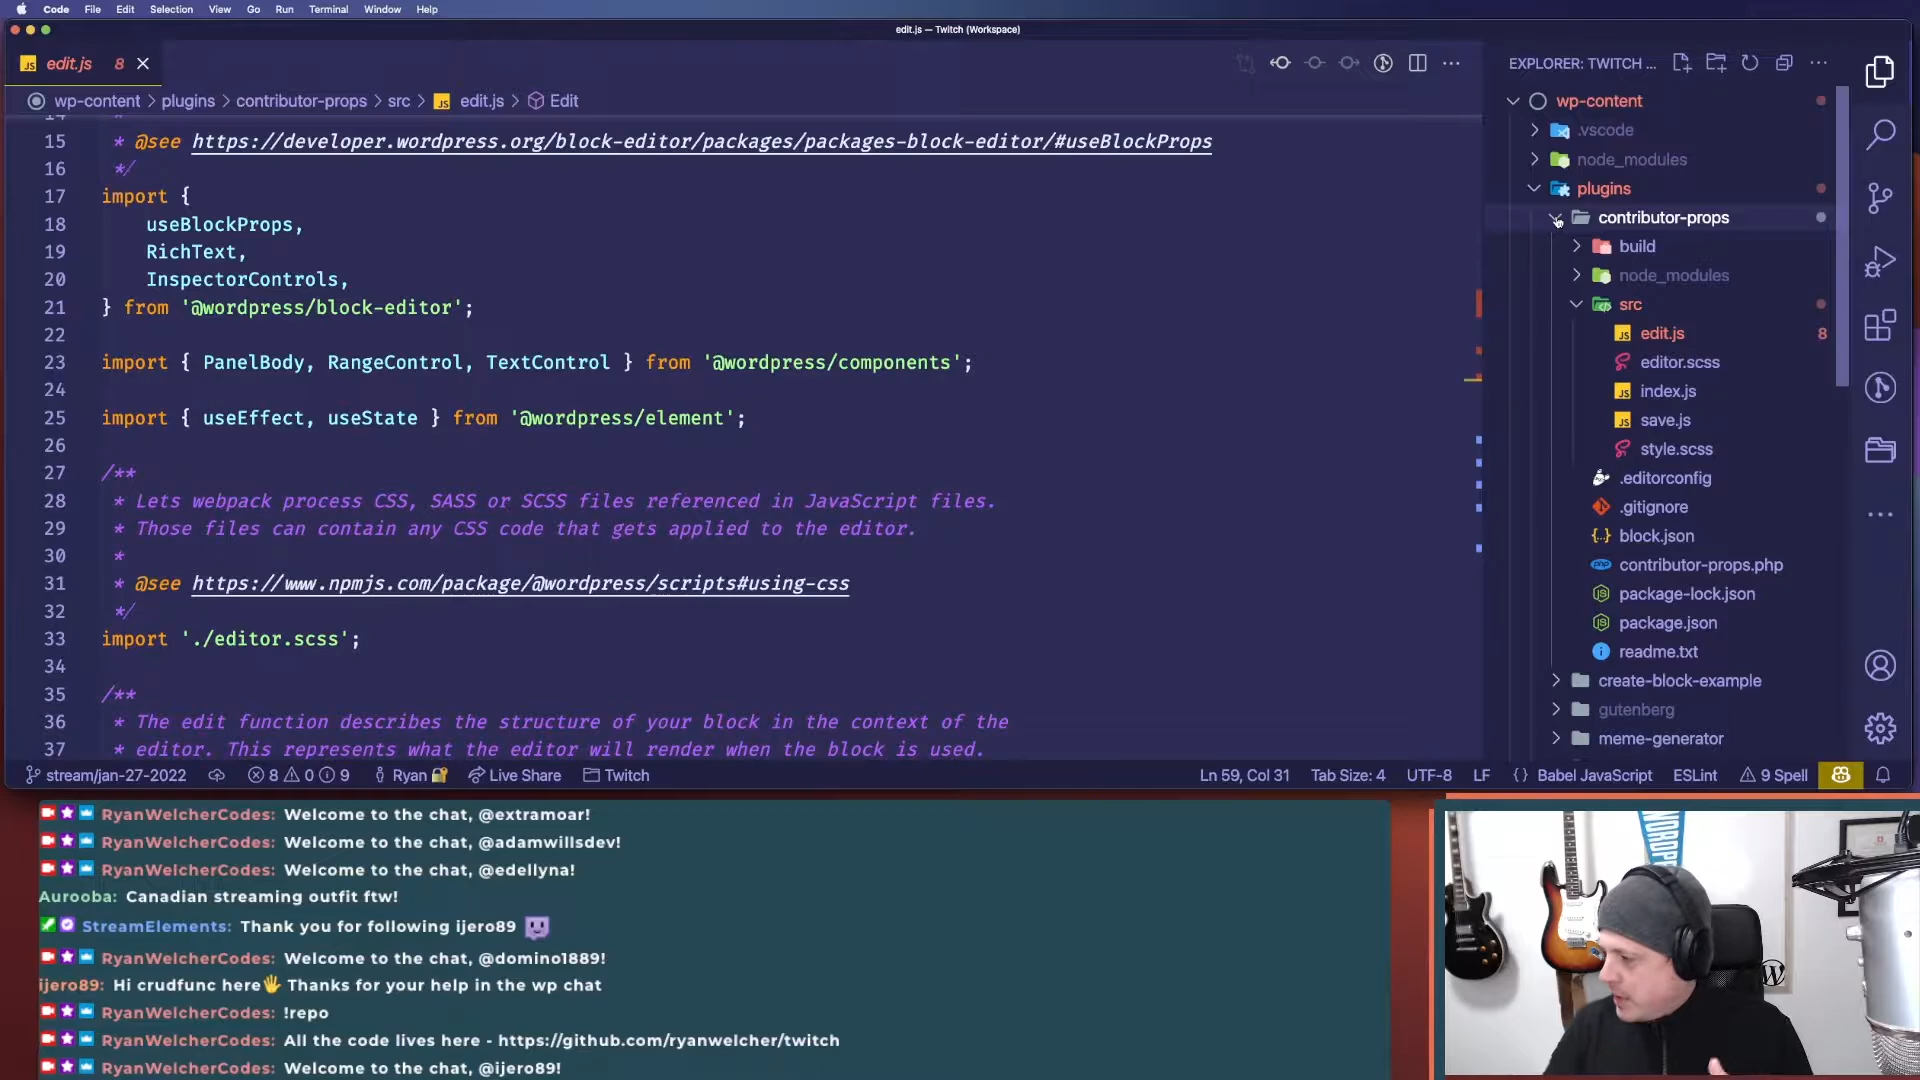 Code File Edit Selection View Go Run Terminal Window Help
edit.js — Twitch (Workspace)
JS edit.js 8
EXPLORER: TWITCH ...
wp-content > plugins > contributor-props > src > JS edit.js > Edit
14 *
15 * @see https://developer.wordpress.org/block-editor/packages/packages-block-editor/#useBlockProps
16 */
17 import {
18 useBlockProps,
19 RichText,
20 InspectorControls,
21 } from '@wordpress/block-editor';
22
23 import { PanelBody, RangeControl, TextControl } from '@wordpress/components';
24
25 import { useEffect, useState } from '@wordpress/element';
26
27 /**
28 * Lets webpack process CSS, SASS or SCSS files referenced in JavaScript files.
29 * Those files can contain any CSS code that gets applied to the editor.
30 *
31 * @see https://www.npmjs.com/package/@wordpress/scripts#using-css
32 */
33 import './editor.scss';
34
35 /**
36 * The edit function describes the structure of your block in the context of the
37 * editor. This represents what the editor will render when the block is used.
wp-content
.vscode
node_modules
plugins
contributor-props
build
node_modules
src
JS edit.js 8
editor.scss
JS index.js
JS save.js
style.scss
.editorconfig
.gitignore
{..} block.json
php contributor-props.php
package-lock.json
package.json
readme.txt
create-block-example
gutenberg
meme-generator
stream/jan-27-2022 8 0 9 Ryan Live Share Twitch
Ln 59, Col 31 Tab Size: 4 UTF-8 LF {} Babel JavaScript ESLint 9 Spell
RyanWelcherCodes: Welcome to the chat, @extramoar!
RyanWelcherCodes: Welcome to the chat, @adamwillsdev!
RyanWelcherCodes: Welcome to the chat, @edellyna!
Aurooba: Canadian streaming outfit ftw!
StreamElements: Thank you for following ijero89
RyanWelcherCodes: Welcome to the chat, @domino1889!
ijero89: Hi crudfunc here🖐 Thanks for your help in the wp chat
RyanWelcherCodes: !repo
RyanWelcherCodes: All the code lives here - https://github.com/ryanwelcher/twitch
RyanWelcherCodes: Welcome to the chat, @ijero89!